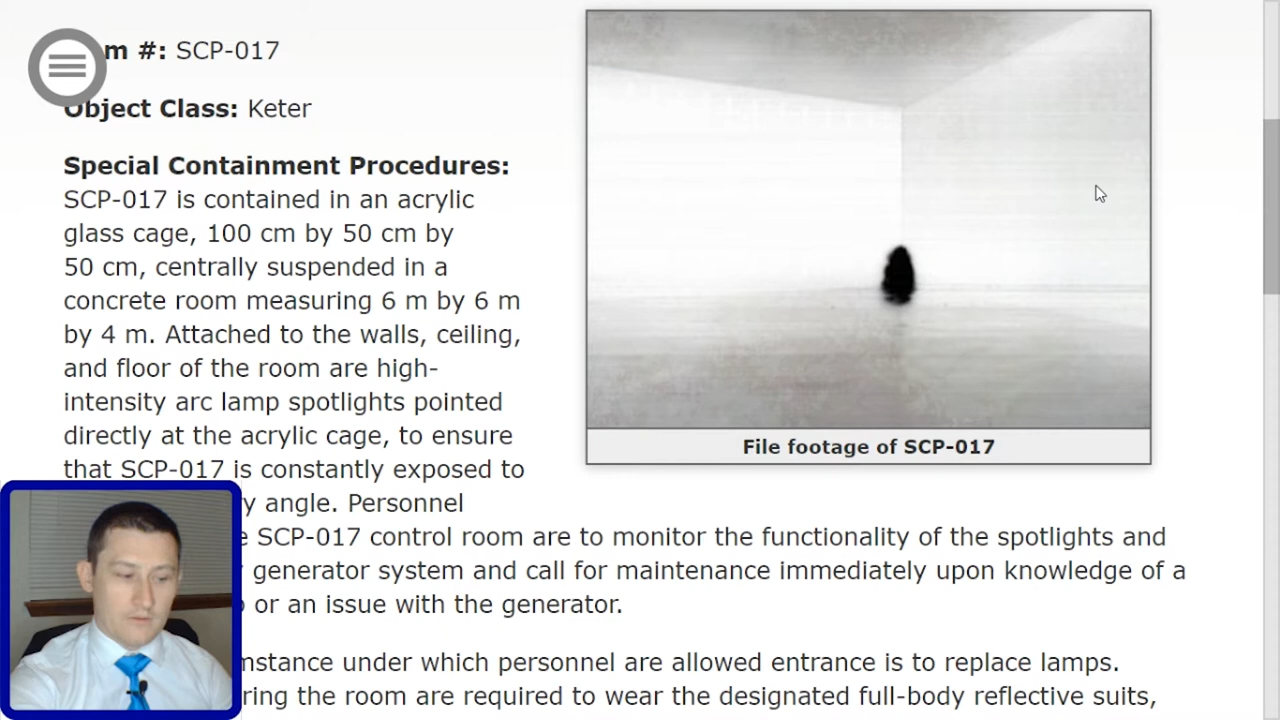 m #: SCP-017
Object Class: Keter
Special Containment Procedures:
SCP-017 is contained in an acrylic
glass cage, 100 cm by 50 cm by
50 cm, centrally suspended in a
concrete room measuring 6 m by 6 m
by 4 m. Attached to the walls, ceiling,
and floor of the room are high-
intensity arc lamp spotlights pointed
directly at the acrylic cage, to ensure
that SCP-017 is constantly exposed to
y angle. Personnel
File footage of SCP-017
e SCP-017 control room are to monitor the functionality of the spotlights and
generator system and call for maintenance immediately upon knowledge of a
or an issue with the generator.
mstance under which personnel are allowed entrance is to replace lamps.
ring the room are required to wear the designated full-body reflective suits,